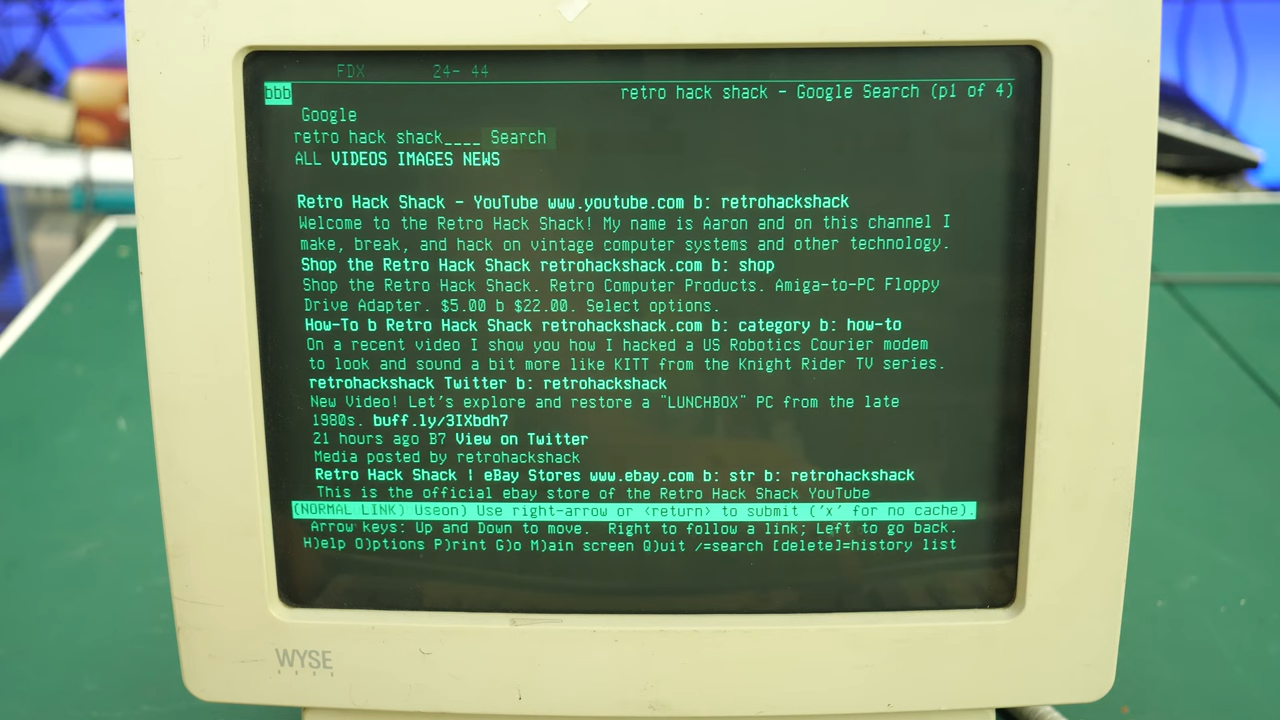 FDX 24- 44
bbb retro hack shack - Google Search (p1 of 4)
Google
retro hack shack____ Search
ALL VIDEOS IMAGES NEWS
Retro Hack Shack - YouTube www.youtube.com b: retrohackshack
Welcome to the Retro Hack Shack! My name is Aaron and on this channel I
make, break, and hack on vintage computer systems and other technology.
Shop the Retro Hack Shack retrohackshack.com b: shop
Shop the Retro Hack Shack. Retro Computer Products. Amiga-to-PC Floppy
Drive Adapter. $5.00 b $22.00. Select options.
How-To b Retro Hack Shack retrohackshack.com b: category b: how-to
On a recent video I show you how I hacked a US Robotics Courier modem
to look and sound a bit more like KITT from the Knight Rider TV series.
retrohackshack Twitter b: retrohackshack
New Video! Let's explore and restore a "LUNCHBOX" PC from the late
1980s. buff.ly/3IXbdh7
21 hours ago B7 View on Twitter
Media posted by retrohackshack
Retro Hack Shack | eBay Stores www.ebay.com b: str b: retrohackshack
This is the official ebay store of the Retro Hack Shack YouTube
(NORMAL LINK) Useon) Use right-arrow or <return> to submit ('x' for no cache).
Arrow keys: Up and Down to move. Right to follow a link; Left to go back.
H)elp O)ptions P)rint G)o M)ain screen Q)uit /=search [delete]=history list
WYSE